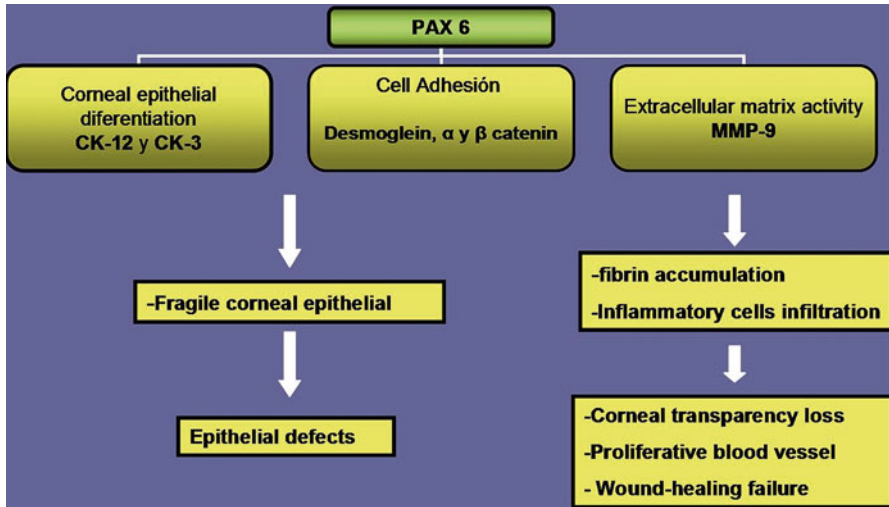 PAX 6
Corneal epithelial
diferentiation
CK-12 y CK-3
Cell Adhesión
Desmoglein, α y β catenin
Extracellular matrix activity
MMP-9
-Fragile corneal epithelial
Epithelial defects
-fibrin accumulation
-Inflammatory cells infiltration
-Corneal transparency loss
-Proliferative blood vessel
- Wound-healing failure